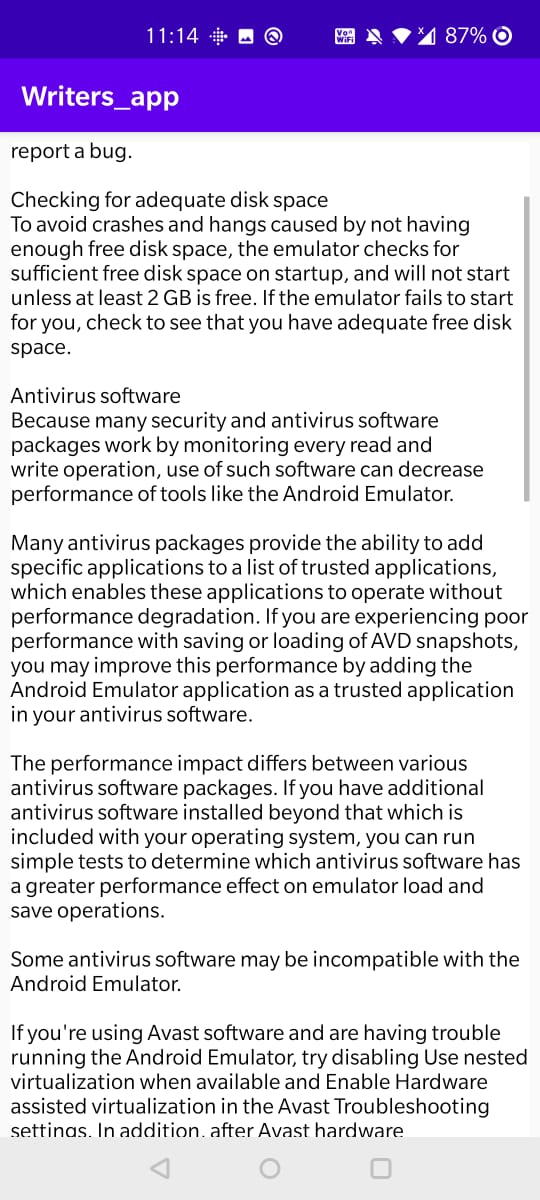 11:14
Vo))
WiFi
87%
Writers_app
report a bug.
Checking for adequate disk space
To avoid crashes and hangs caused by not having
enough free disk space, the emulator checks for
sufficient free disk space on startup, and will not start
unless at least 2 GB is free. If the emulator fails to start
for you, check to see that you have adequate free disk
space.
Antivirus software
Because many security and antivirus software
packages work by monitoring every read and
write operation, use of such software can decrease
performance of tools like the Android Emulator.
Many antivirus packages provide the ability to add
specific applications to a list of trusted applications,
which enables these applications to operate without
performance degradation. If you are experiencing poor
performance with saving or loading of AVD snapshots,
you may improve this performance by adding the
Android Emulator application as a trusted application
in your antivirus software.
The performance impact differs between various
antivirus software packages. If you have additional
antivirus software installed beyond that which is
included with your operating system, you can run
simple tests to determine which antivirus software has
a greater performance effect on emulator load and
save operations.
Some antivirus software may be incompatible with the
Android Emulator.
If you're using Avast software and are having trouble
running the Android Emulator, try disabling Use nested
virtualization when available and Enable Hardware
assisted virtualization in the Avast Troubleshooting
settings. In addition, after Avast hardware